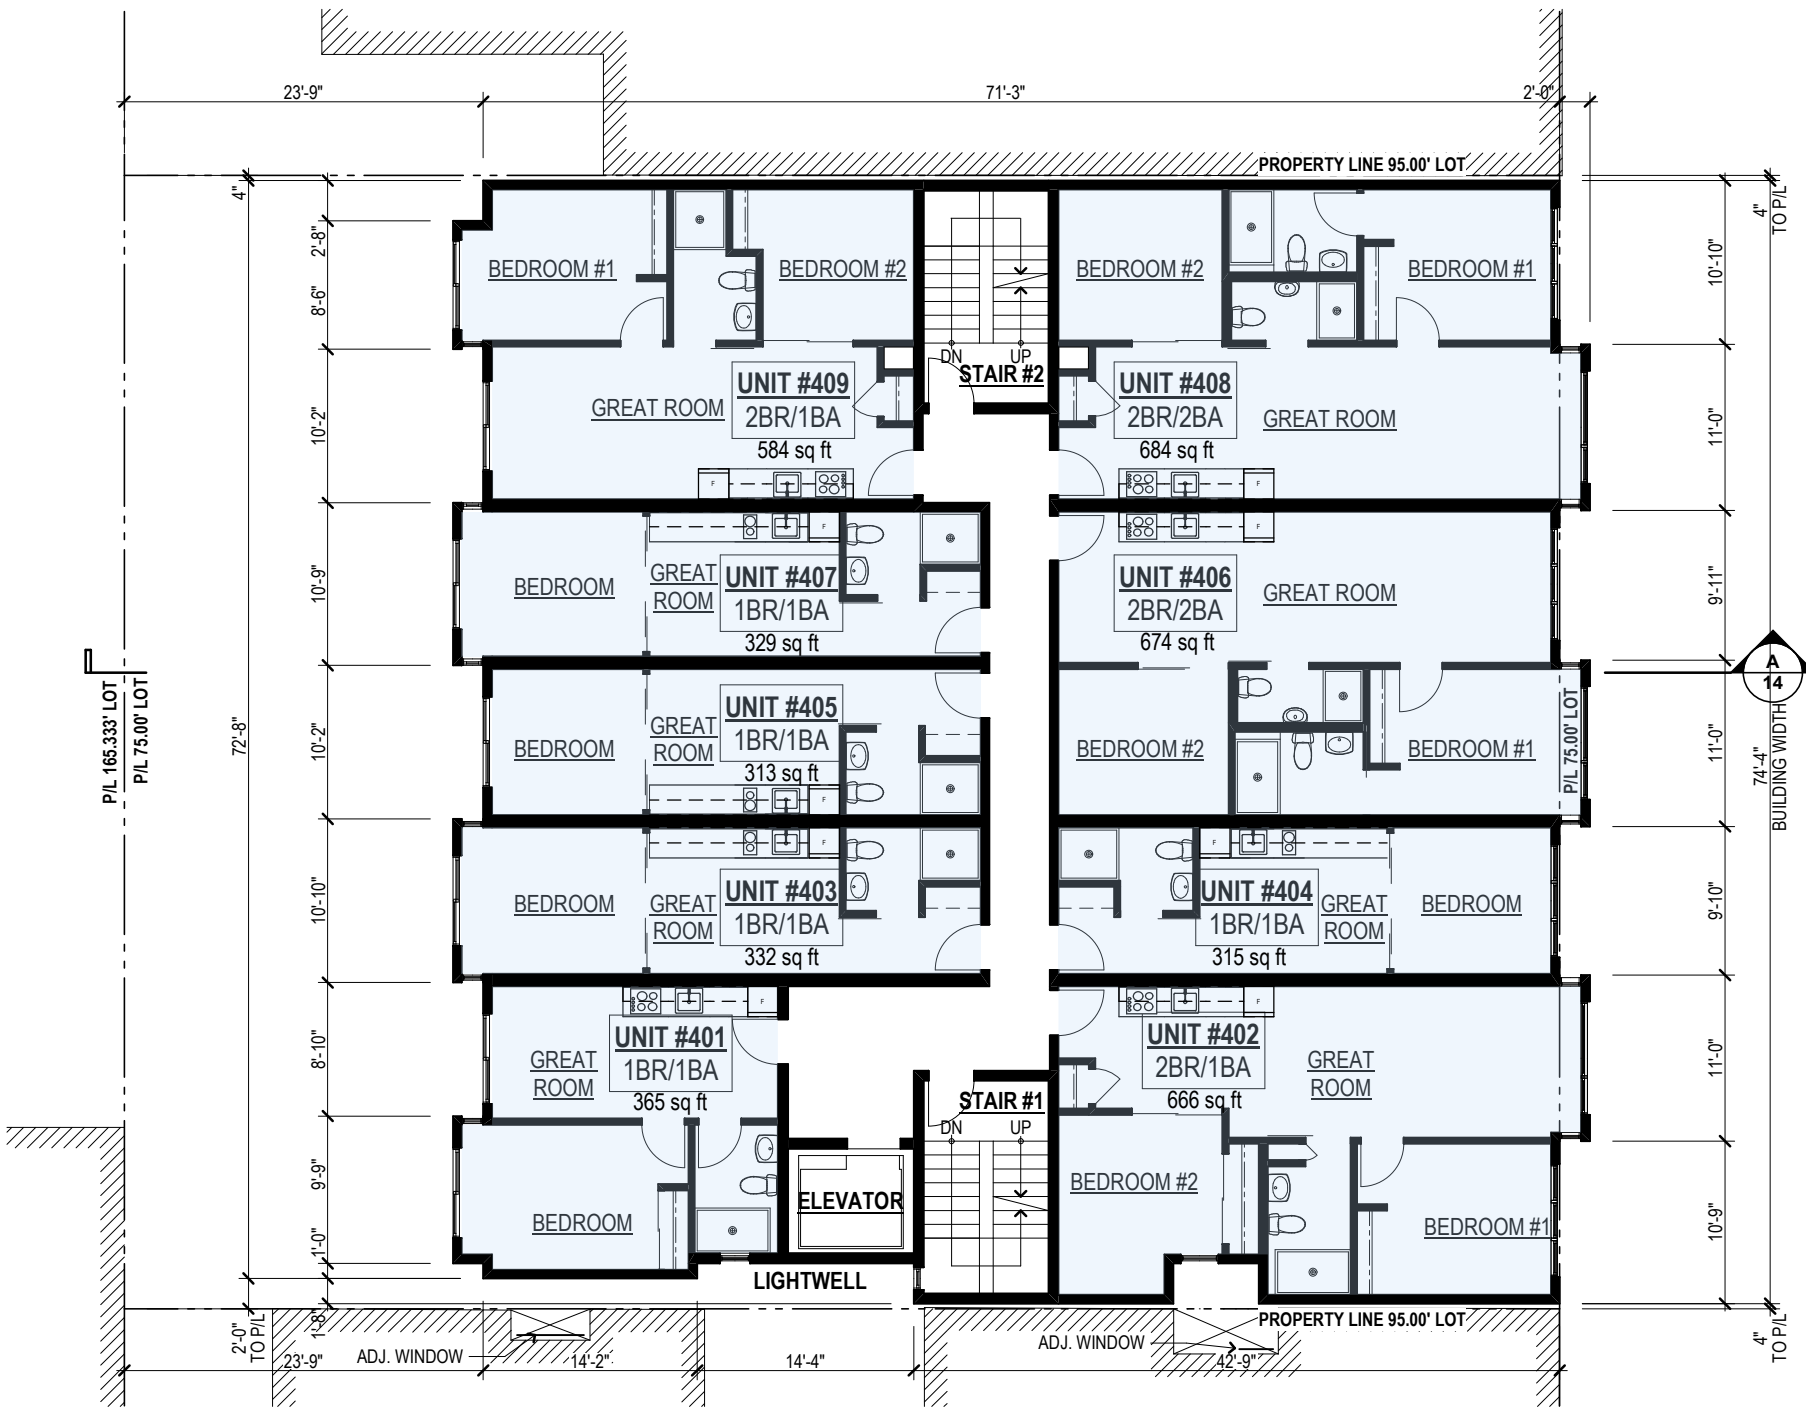 23'-9"
71'-3"
2'-0"
PROPERTY LINE 95.00' LOT
4"
2'-8"
8'-6"
10'-2"
10'-9"
10'-2"
10'-10"
8'-10"
9'-9"
1'-0"
1'-8"
72'-8"
2'-0"
TO P/L
P/L 165.333' LOT
P/L 75.00' LOT
BEDROOM #1
BEDROOM #2
UNIT #409
2BR/1BA
584 sq ft
GREAT ROOM
F
DN
UP
STAIR #2
BEDROOM #2
BEDROOM #1
UNIT #408
2BR/2BA
684 sq ft
GREAT ROOM
F
BEDROOM
GREAT
ROOM
UNIT #407
1BR/1BA
329 sq ft
F
UNIT #406
2BR/2BA
674 sq ft
GREAT ROOM
F
BEDROOM #2
BEDROOM #1
P/L 75.00' LOT
BEDROOM
GREAT
ROOM
UNIT #405
1BR/1BA
313 sq ft
F
BEDROOM
GREAT
ROOM
UNIT #403
1BR/1BA
332 sq ft
F
F
UNIT #404
1BR/1BA
315 sq ft
GREAT
ROOM
BEDROOM
F
UNIT #401
1BR/1BA
365 sq ft
GREAT
ROOM
BEDROOM
ELEVATOR
LIGHTWELL
STAIR #1
DN
UP
F
UNIT #402
2BR/1BA
666 sq ft
GREAT
ROOM
BEDROOM #2
BEDROOM #1
4"
TO P/L
10'-10"
11'-0"
9'-11"
11'-0"
9'-10"
11'-0"
10'-9"
A
14
74'-4"
BUILDING WIDTH
4"
TO P/L
PROPERTY LINE 95.00' LOT
ADJ. WINDOW
ADJ. WINDOW
23'-9"
14'-2"
14'-4"
42'-9"